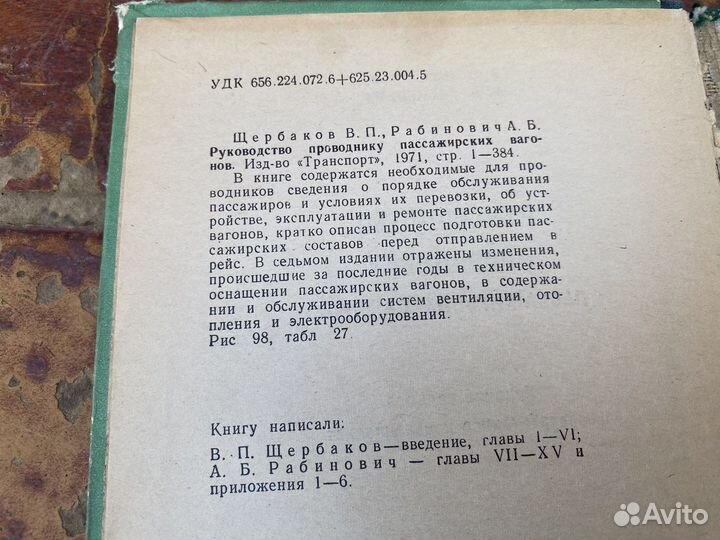 УДК 656.224.072.6+625.23.004.5
Щербаков В. П., Рабинович А. Б.
Руководство проводнику пассажирских ваго-
нов. Изд-во «Транспорт», 1971, стр. 1—384.
В книге содержатся необходимые для про-
водников сведения о порядке обслуживания
пассажиров и условиях их перевозки, об уст-
ройстве, эксплуатации и ремонте пассажирских
вагонов, кратко описан процесс подготовки пас-
сажирских составов перед отправлением в
рейс. В седьмом издании отражены изменения,
происшедшие за последние годы в техническом
оснащении пассажирских вагонов, в содержа-
нии и обслуживании систем вентиляции, ото-
пления и электрооборудования.
Рис 98, табл 27.
Книгу написали:
В. П. Щербаков—введение, главы I—VI;
А. Б. Рабинович — главы VII—XV и
приложения 1—6.
Avito